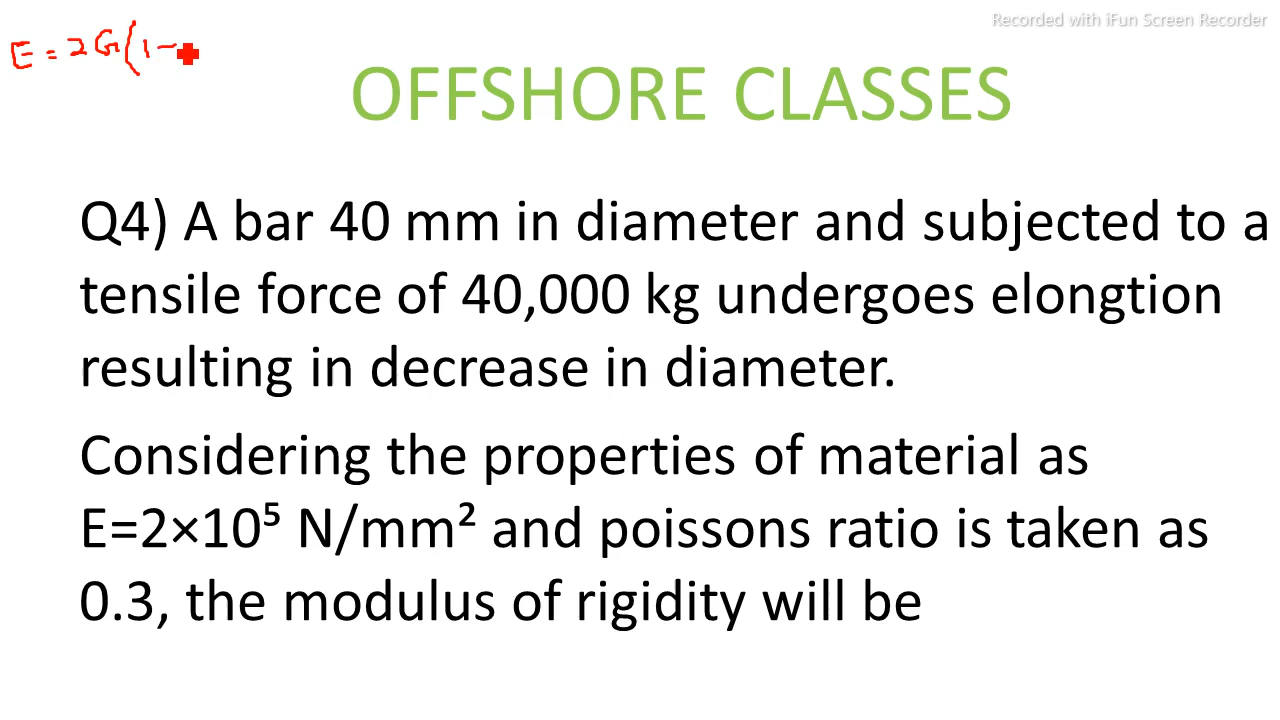 Recorded with iFun Screen Recorder
E = 2G(1-
OFFSHORE CLASSES
Q4) A bar 40 mm in diameter and subjected to a
tensile force of 40,000 kg undergoes elongtion
resulting in decrease in diameter.
Considering the properties of material as
E=2×10⁵ N/mm² and poissons ratio is taken as
0.3, the modulus of rigidity will be